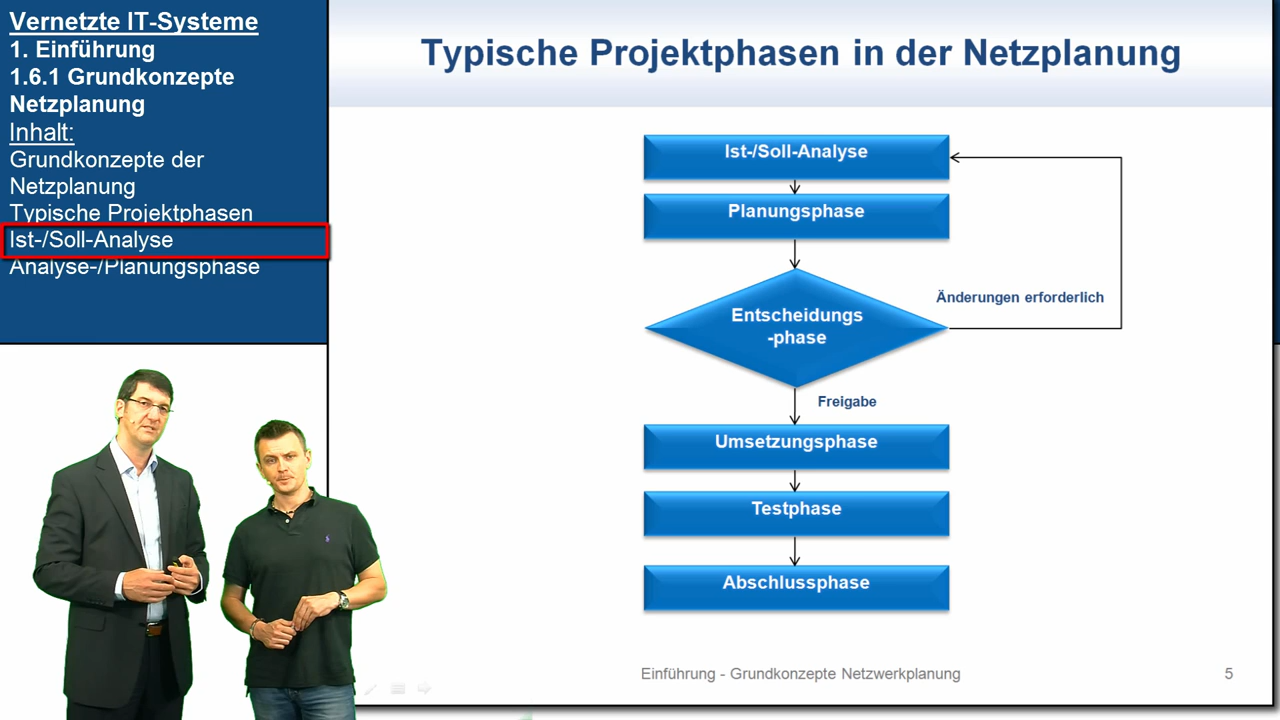 Vernetzte IT-Systeme
1. Einführung
1.6.1 Grundkonzepte
Netzplanung
Inhalt:
Grundkonzepte der
Netzplanung
Typische Projektphasen
Ist-/Soll-Analyse
Analyse-/Planungsphase
Typische Projektphasen in der Netzplanung
Ist-/Soll-Analyse
Planungsphase
Änderungen erforderlich
Entscheidungs
-phase
Freigabe
Umsetzungsphase
Testphase
Abschlussphase
Einführung - Grundkonzepte Netzwerkplanung
5